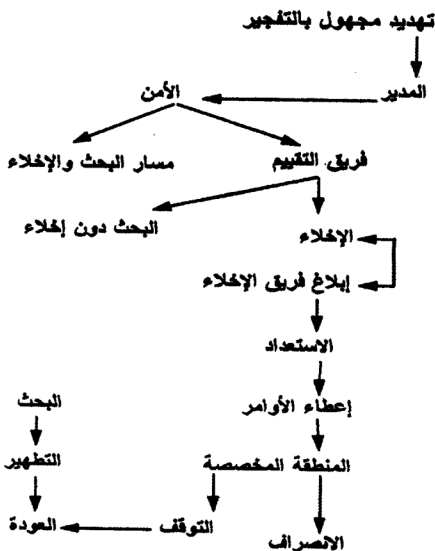 تهديد مجهول بالتفجير
المدير
الأمن
فريق التقييم
مسار البحث والإخلاء
البحث دون إخلاء
الإخلاء
إبلاغ فريق الإخلاء
الاستعداد
إعطاء الأوامر
البحث
المنطقة المخصصة
التطهير
التوقف
العودة
الانصراف